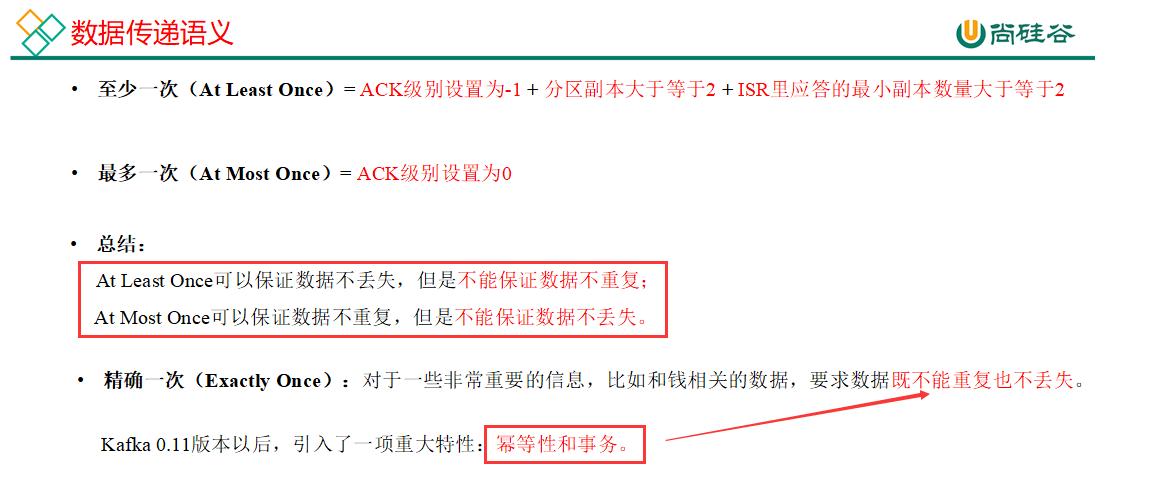 数据传递语义
尚硅谷
• 至少一次（At Least Once）= ACK级别设置为-1 + 分区副本大于等于2 + ISR里应答的最小副本数量大于等于2
• 最多一次（At Most Once）= ACK级别设置为0
• 总结：
At Least Once可以保证数据不丢失，但是不能保证数据不重复；
At Most Once可以保证数据不重复，但是不能保证数据不丢失。
• 精确一次（Exactly Once）：对于一些非常重要的信息，比如和钱相关的数据，要求数据既不能重复也不丢失。
Kafka 0.11版本以后，引入了一项重大特性：幂等性和事务。